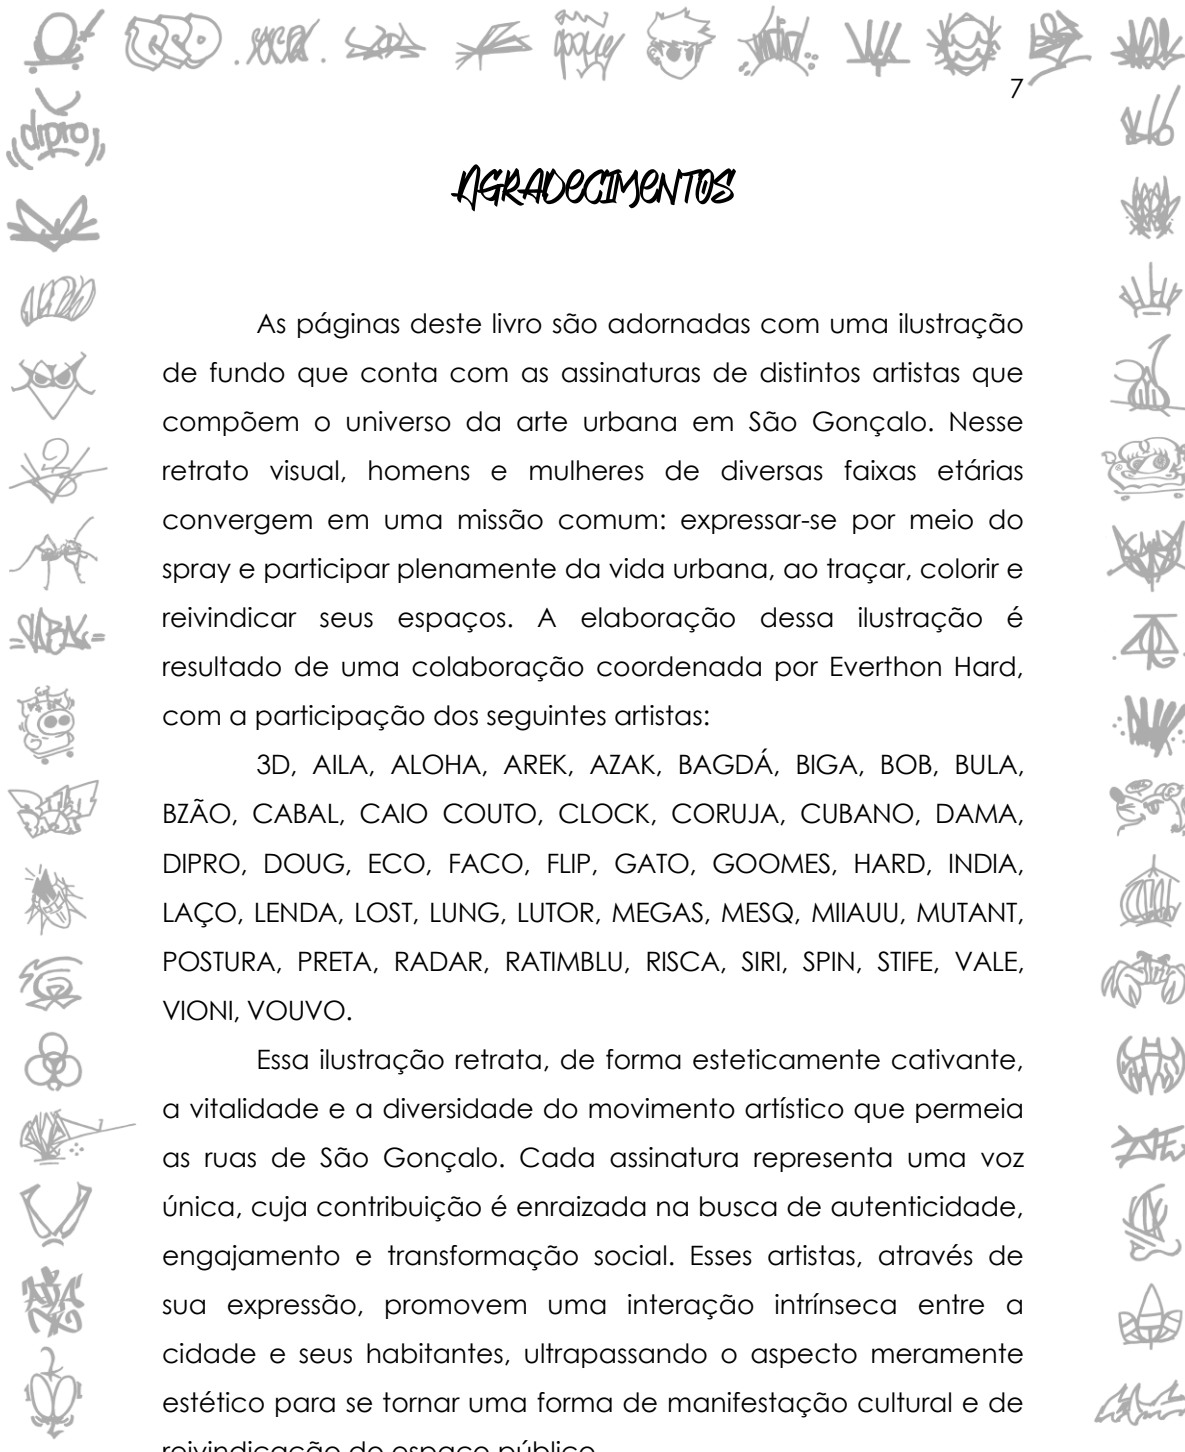 7
AGRADECIMENTOS
As páginas deste livro são adornadas com uma ilustração
de fundo que conta com as assinaturas de distintos artistas que
compõem o universo da arte urbana em São Gonçalo. Nesse
retrato visual, homens e mulheres de diversas faixas etárias
convergem em uma missão comum: expressar-se por meio do
spray e participar plenamente da vida urbana, ao traçar, colorir e
reivindicar seus espaços. A elaboração dessa ilustração é
resultado de uma colaboração coordenada por Everthon Hard,
com a participação dos seguintes artistas:
3D, AILA, ALOHA, AREK, AZAK, BAGDÁ, BIGA, BOB, BULA,
BZÃO, CABAL, CAIO COUTO, CLOCK, CORUJA, CUBANO, DAMA,
DIPRO, DOUG, ECO, FACO, FLIP, GATO, GOOMES, HARD, INDIA,
LAÇO, LENDA, LOST, LUNG, LUTOR, MEGAS, MESQ, MIIAUU, MUTANT,
POSTURA, PRETA, RADAR, RATIMBLU, RISCA, SIRI, SPIN, STIFE, VALE,
VIONI, VOUVO.
Essa ilustração retrata, de forma esteticamente cativante,
a vitalidade e a diversidade do movimento artístico que permeia
as ruas de São Gonçalo. Cada assinatura representa uma voz
única, cuja contribuição é enraizada na busca de autenticidade,
engajamento e transformação social. Esses artistas, através de
sua expressão, promovem uma interação intrínseca entre a
cidade e seus habitantes, ultrapassando o aspecto meramente
estético para se tornar uma forma de manifestação cultural e de
reivindicação do espaço público.